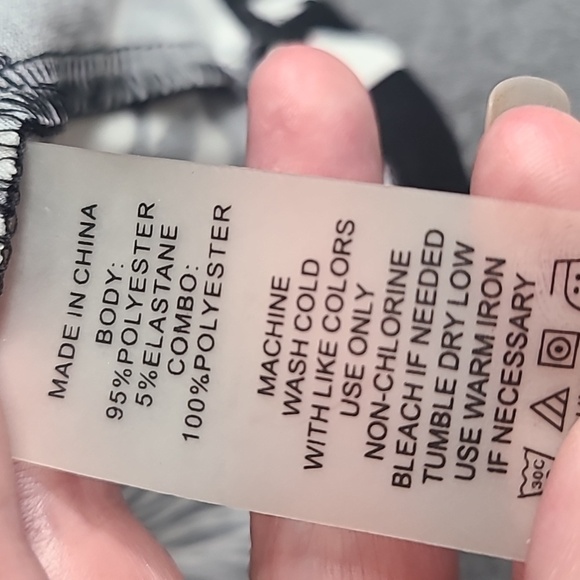 MADE IN CHINA
BODY:
95%POLYESTER
5%ELASTANE
COMBO:
100%POLYESTER
MACHINE
WASH COLD
WITH LIKE COLORS
USE ONLY
NON-CHLORINE
BLEACH IF NEEDED
TUMBLE DRY LOW
USE WARM IRON
IF NECESSARY
30C